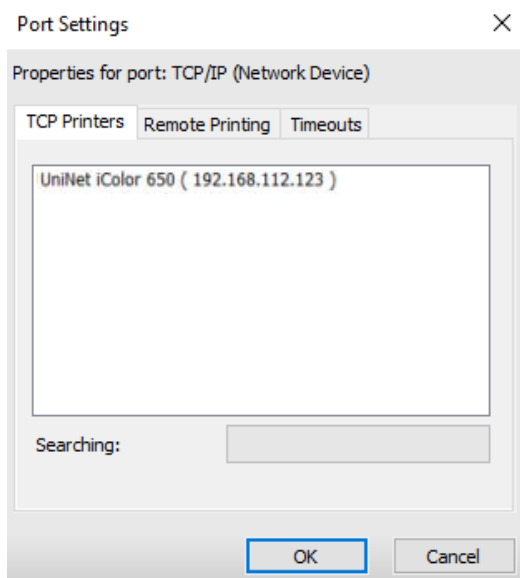 Port Settings
Properties for port: TCP/IP (Network Device)
TCP Printers Remote Printing Timeouts
UniNet iColor 650 ( 192.168.112.123 )
Searching:
OK Cancel